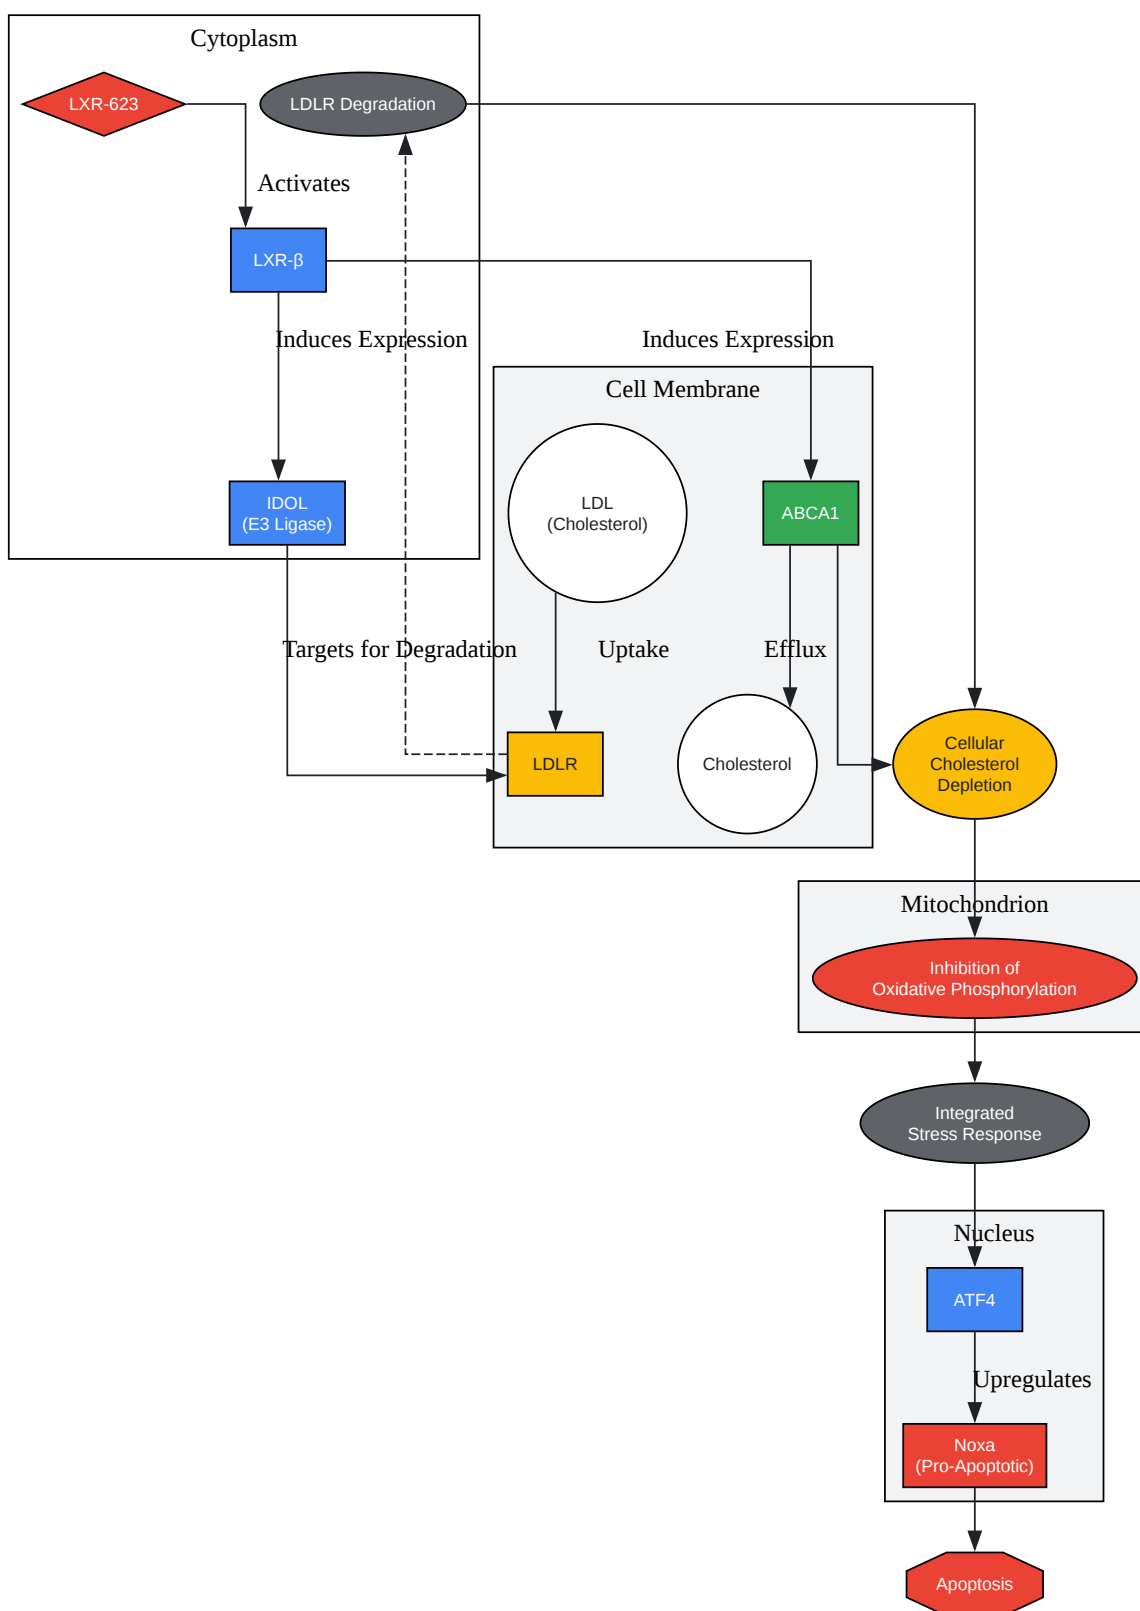 Cytoplasm
LXR-623
LDLR Degradation
Activates
LXR-β
Induces Expression
Induces Expression
Cell Membrane
IDOL
(E3 Ligase)
LDL
(Cholesterol)
ABCA1
Targets for Degradation
Uptake
Efflux
LDLR
Cholesterol
Cellular
Cholesterol
Depletion
Mitochondrion
Inhibition of
Oxidative Phosphorylation
Integrated
Stress Response
Nucleus
ATF4
Upregulates
Noxa
(Pro-Apoptotic)
Apoptosis